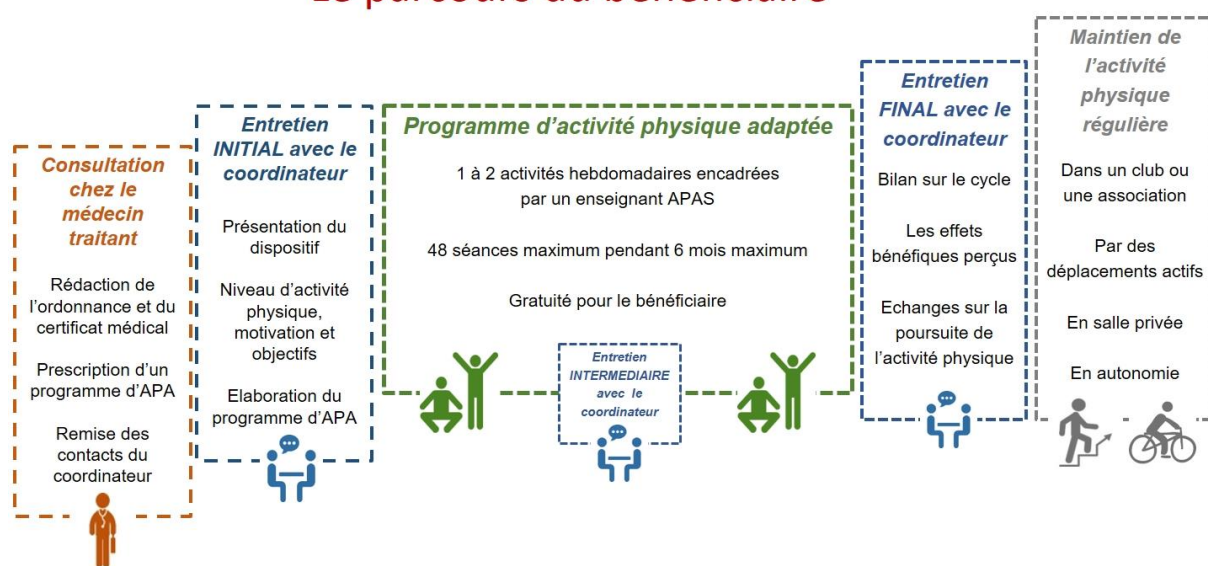 Le parcours du bénéficiaire
Consultation
chez le
médecin
traitant
Rédaction de
l'ordonnance et du
certificat médical
Prescription d'un
programme d'APA
Remise des
contacts du
coordinateur
Entretien
INITIAL avec le
coordinateur
Présentation du
dispositif
Niveau d'activité
physique,
motivation et
objectifs
Elaboration du
programme d'APA
Programme d'activité physique adaptée
1 à 2 activités hebdomadaires encadrées
par un enseignant APAS
48 séances maximum pendant 6 mois maximum
Gratuité pour le bénéficiaire
Entretien
INTERMEDIAIRE
avec le
coordinateur
Entretien
FINAL avec le
coordinateur
Bilan sur le cycle
Les effets
bénéfiques perçus
Echanges sur la
poursuite de
l'activité physique
Maintien de
l'activité
physique
régulière
Dans un club ou
une association
Par des
déplacements actifs
En salle privée
En autonomie